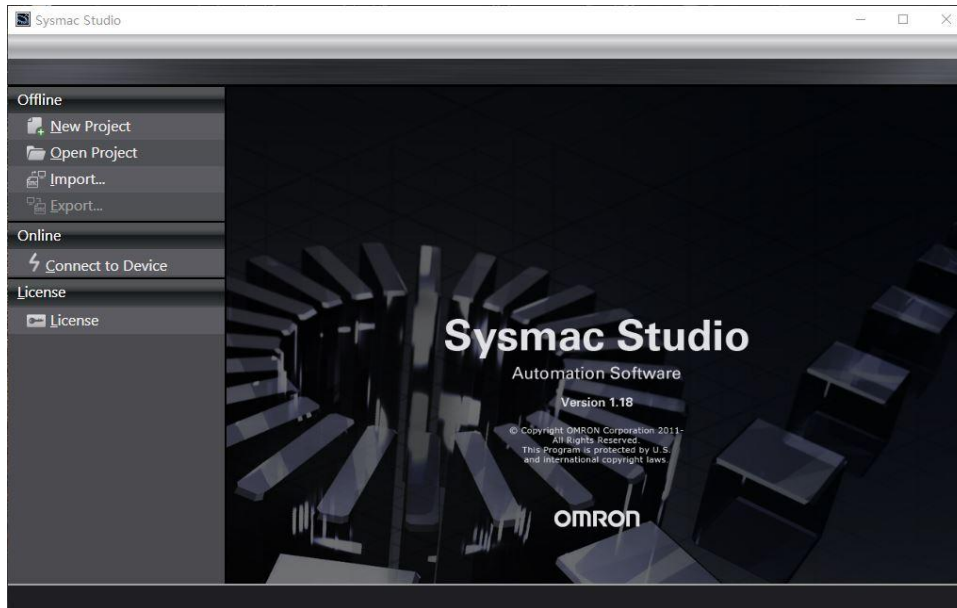 Sysmac Studio
Offline
New Project
Open Project
Import...
Export...
Online
Connect to Device
License
License
Sysmac Studio
Automation Software
Version 1.18
© Copyright OMRON Corporation 2011-
All Rights Reserved.
This Program is protected by U.S.
and international copyright laws.
OMRON